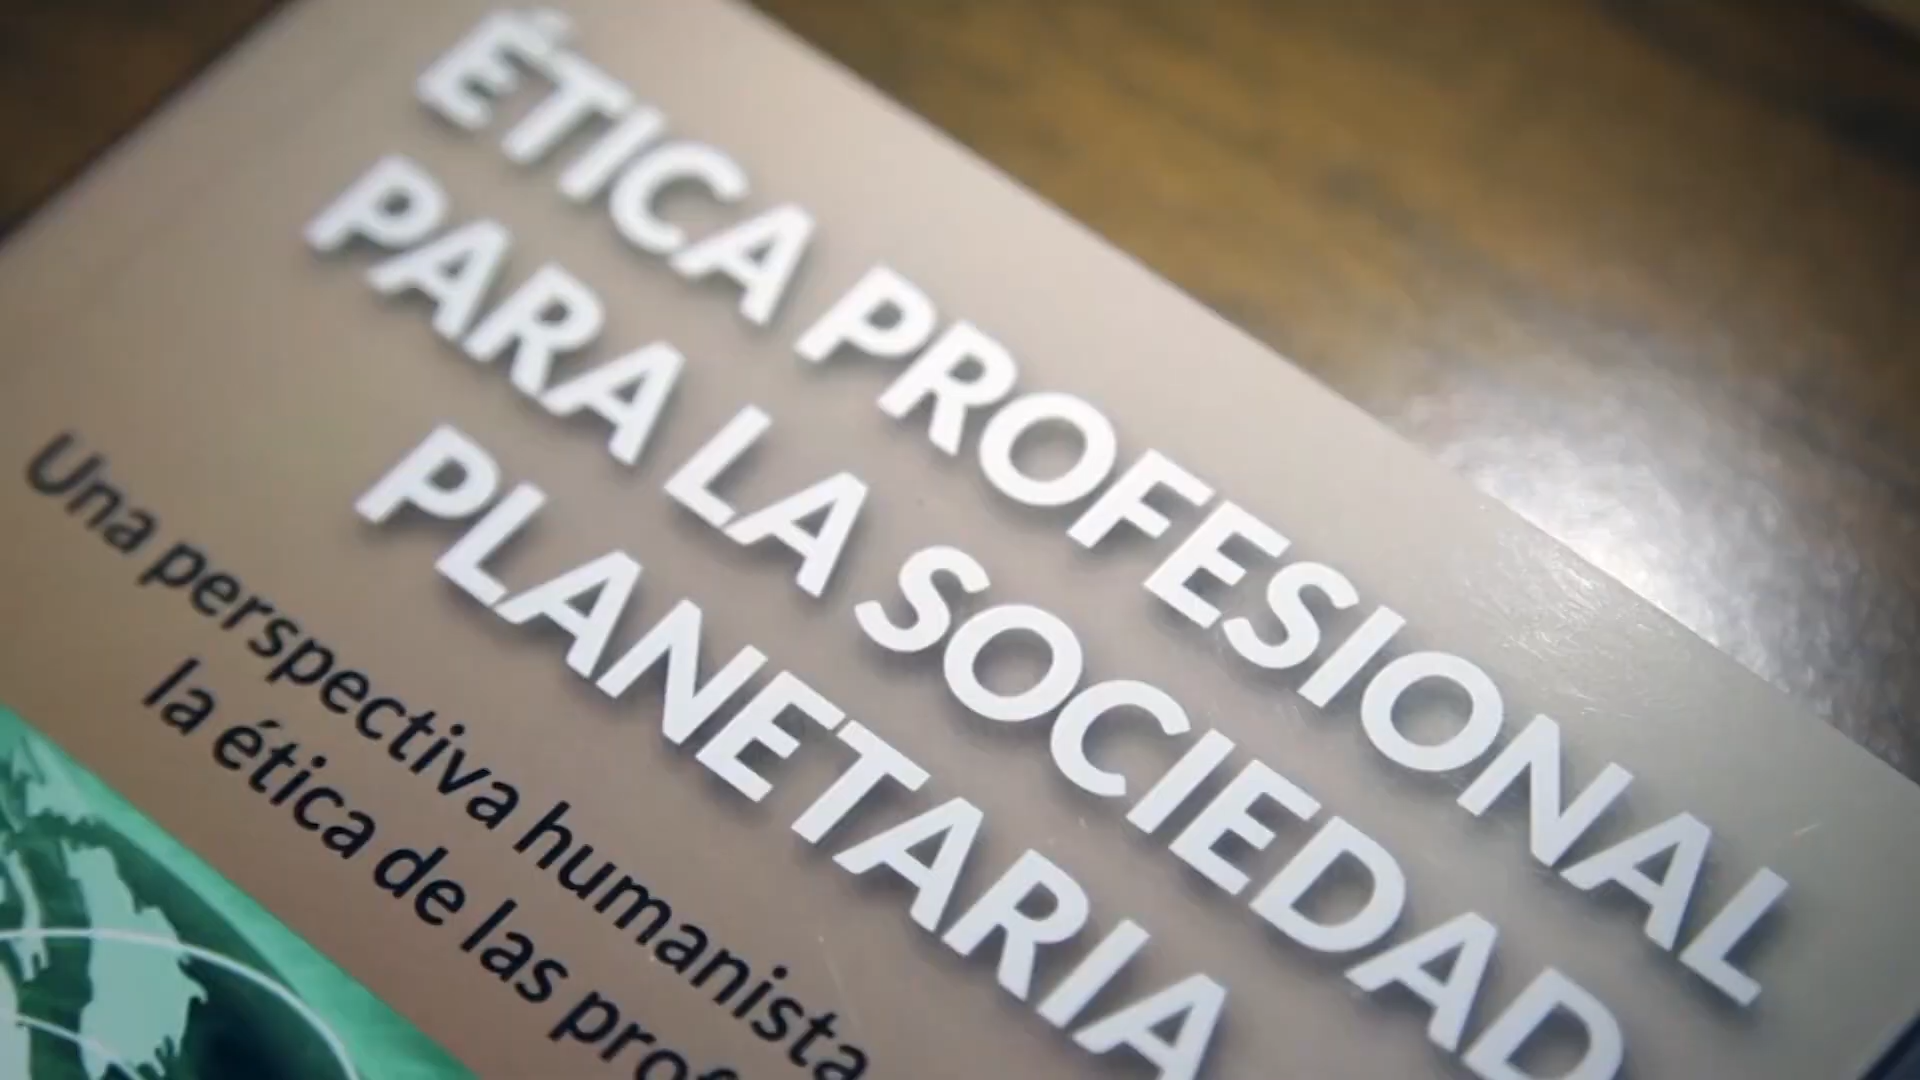 ÉTICA PROFESIONAL
PARA LA SOCIEDAD
PLANETARIA
Una perspectiva humanista
la ética de las